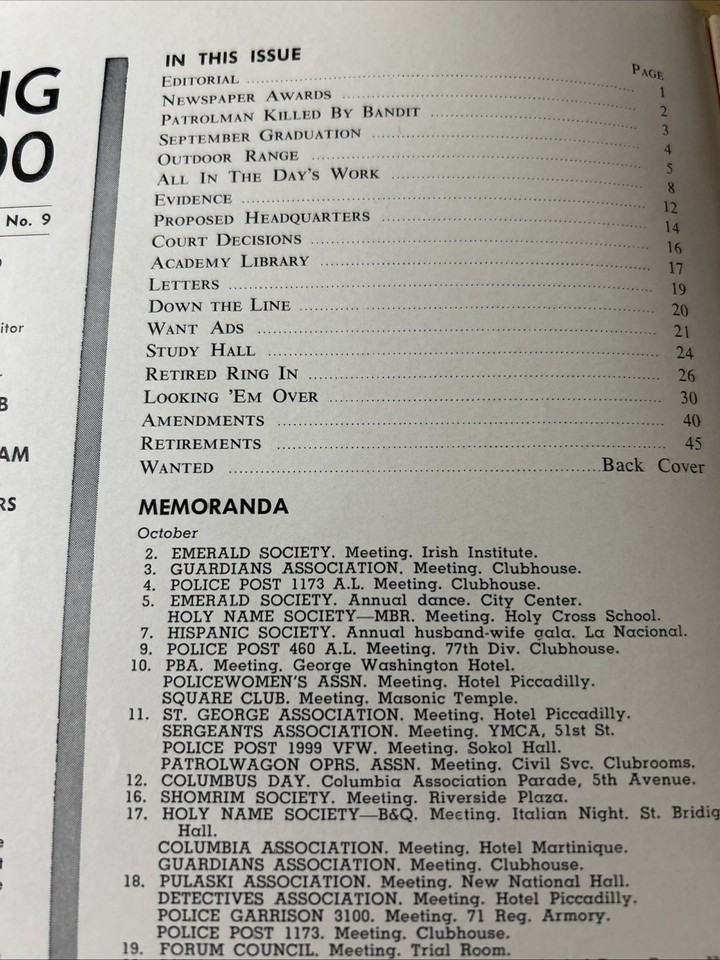 NG
00
No. 9
itor
B
AM
RS
IN THIS ISSUE
PAGE
EDITORIAL 1
NEWSPAPER AWARDS 2
PATROLMAN KILLED BY BANDIT 3
SEPTEMBER GRADUATION 4
OUTDOOR RANGE 5
ALL IN THE DAY'S WORK 8
EVIDENCE 12
PROPOSED HEADQUARTERS 14
COURT DECISIONS 16
ACADEMY LIBRARY 17
LETTERS 19
DOWN THE LINE 20
WANT ADS 21
STUDY HALL 24
RETIRED RING IN 26
LOOKING 'EM OVER 30
AMENDMENTS 40
RETIREMENTS 45
WANTED Back Cover
MEMORANDA
October
2. EMERALD SOCIETY. Meeting. Irish Institute.
3. GUARDIANS ASSOCIATION. Meeting. Clubhouse.
4. POLICE POST 1173 A.L. Meeting. Clubhouse.
5. EMERALD SOCIETY. Annual dance. City Center.
HOLY NAME SOCIETY—MBR. Meeting. Holy Cross School.
7. HISPANIC SOCIETY. Annual husband-wife gala. La Nacional.
9. POLICE POST 460 A.L. Meeting. 77th Div. Clubhouse.
10. PBA. Meeting. George Washington Hotel.
POLICEWOMEN'S ASSN. Meeting. Hotel Piccadilly.
SQUARE CLUB. Meeting. Masonic Temple.
11. ST. GEORGE ASSOCIATION. Meeting. Hotel Piccadilly.
SERGEANTS ASSOCIATION. Meeting. YMCA, 51st St.
POLICE POST 1999 VFW. Meeting. Sokol Hall.
PATROLWAGON OPRS. ASSN. Meeting. Civil Svc. Clubrooms.
12. COLUMBUS DAY. Columbia Association Parade, 5th Avenue.
16. SHOMRIM SOCIETY. Meeting. Riverside Plaza.
17. HOLY NAME SOCIETY—B&Q. Meeting. Italian Night. St. Bridig
Hall.
COLUMBIA ASSOCIATION. Meeting. Hotel Martinique.
GUARDIANS ASSOCIATION. Meeting. Clubhouse.
18. PULASKI ASSOCIATION. Meeting. New National Hall.
DETECTIVES ASSOCIATION. Meeting. Hotel Piccadilly.
POLICE GARRISON 3100. Meeting. 71 Reg. Armory.
POLICE POST 1173. Meeting. Clubhouse.
19. FORUM COUNCIL. Meeting. Trial Room.